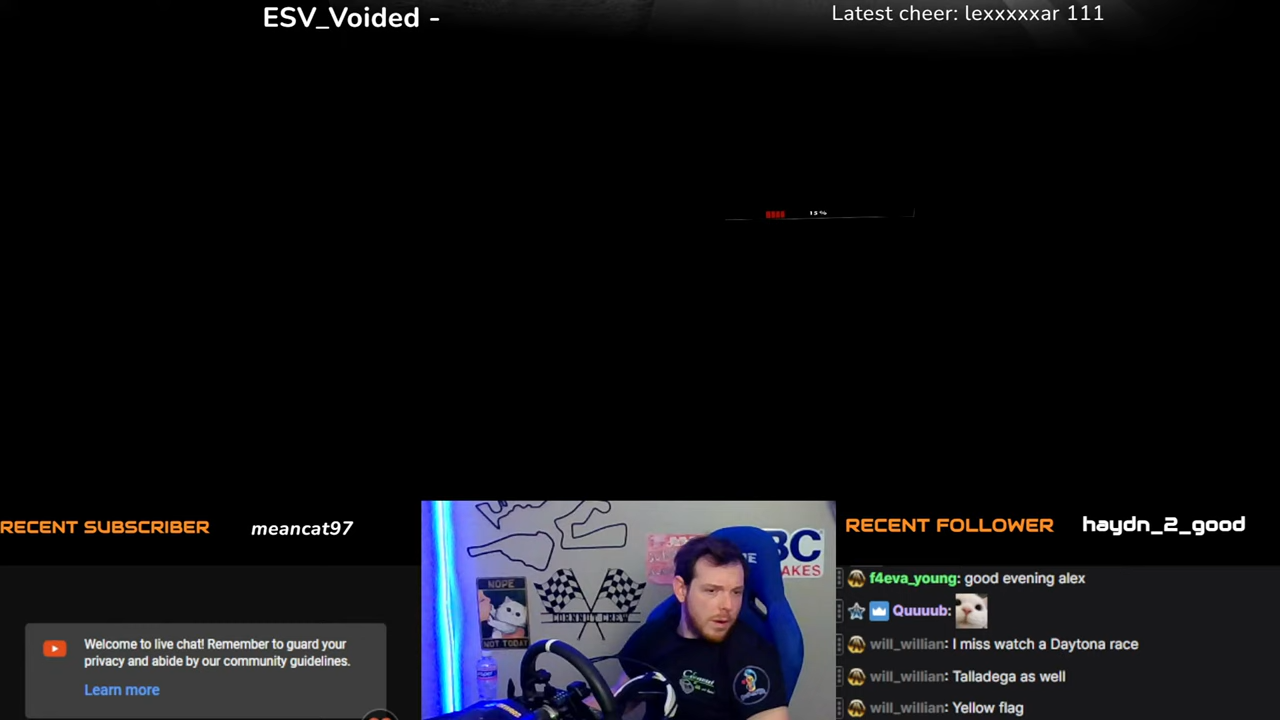 ESV_Voided -
Latest cheer: lexxxxxar 111
15%
RECENT SUBSCRIBER meancat97
RECENT FOLLOWER haydn_2_good
Welcome to live chat! Remember to guard your
privacy and abide by our community guidelines.
Learn more
NOPE
NOT TODAY
CORNNUT CREW
f4eva_young: good evening alex
Quuuub:
will_willian: I miss watch a Daytona race
will_willian: Talladega as well
will_willian: Yellow flag